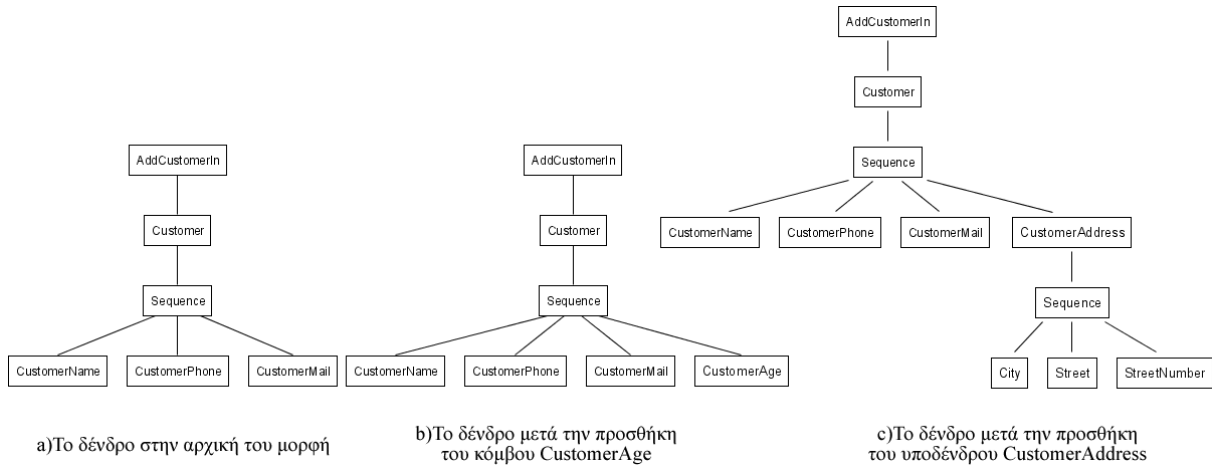 AddCustomerIn
Customer
Sequence
CustomerName CustomerPhone CustomerMail
a)Το δένδρο στην αρχική του μορφή
AddCustomerIn
Customer
Sequence
CustomerName CustomerPhone CustomerMail CustomerAge
b)Το δένδρο μετά την προσθήκη
του κόμβου CustomerAge
AddCustomerIn
Customer
Sequence
CustomerName CustomerPhone CustomerMail CustomerAddress
Sequence
City Street StreetNumber
c)Το δένδρο μετά την προσθήκη
του υποδένδρου CustomerAddress